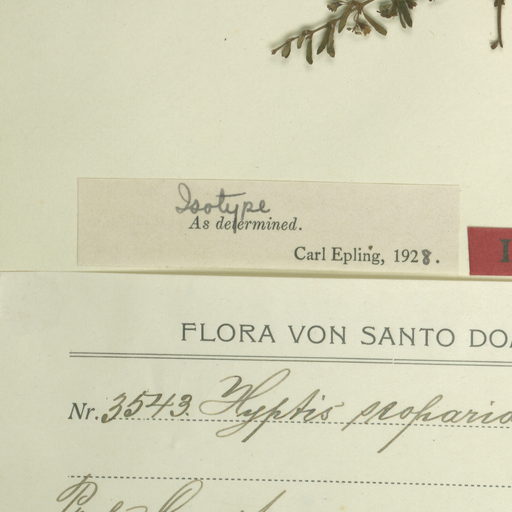 Isotype
As determined.
Carl Epling, 1928.
FLORA VON SANTO DO
Nr. 3543. Hyptis scoparia